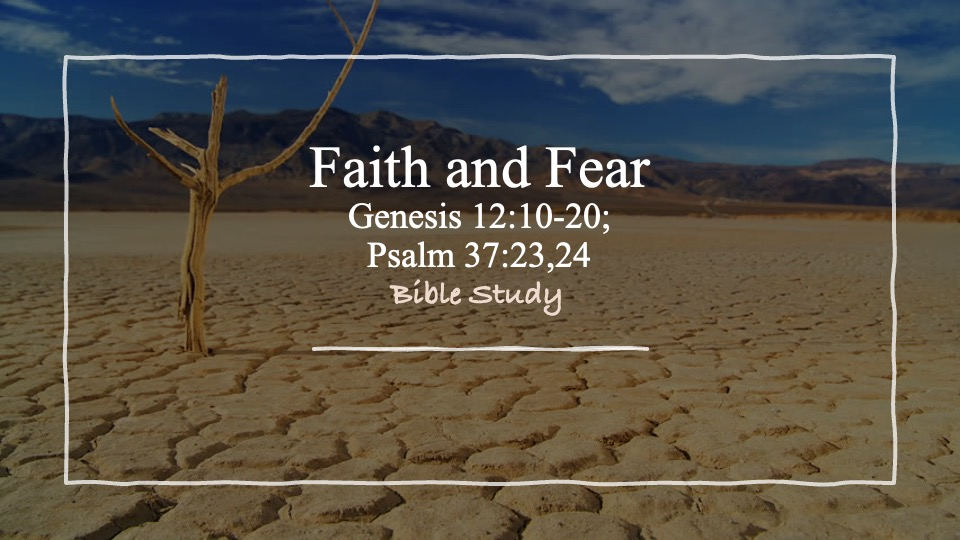 Faith and Fear
Genesis 12:10-20;
Psalm 37:23,24
Bible Study